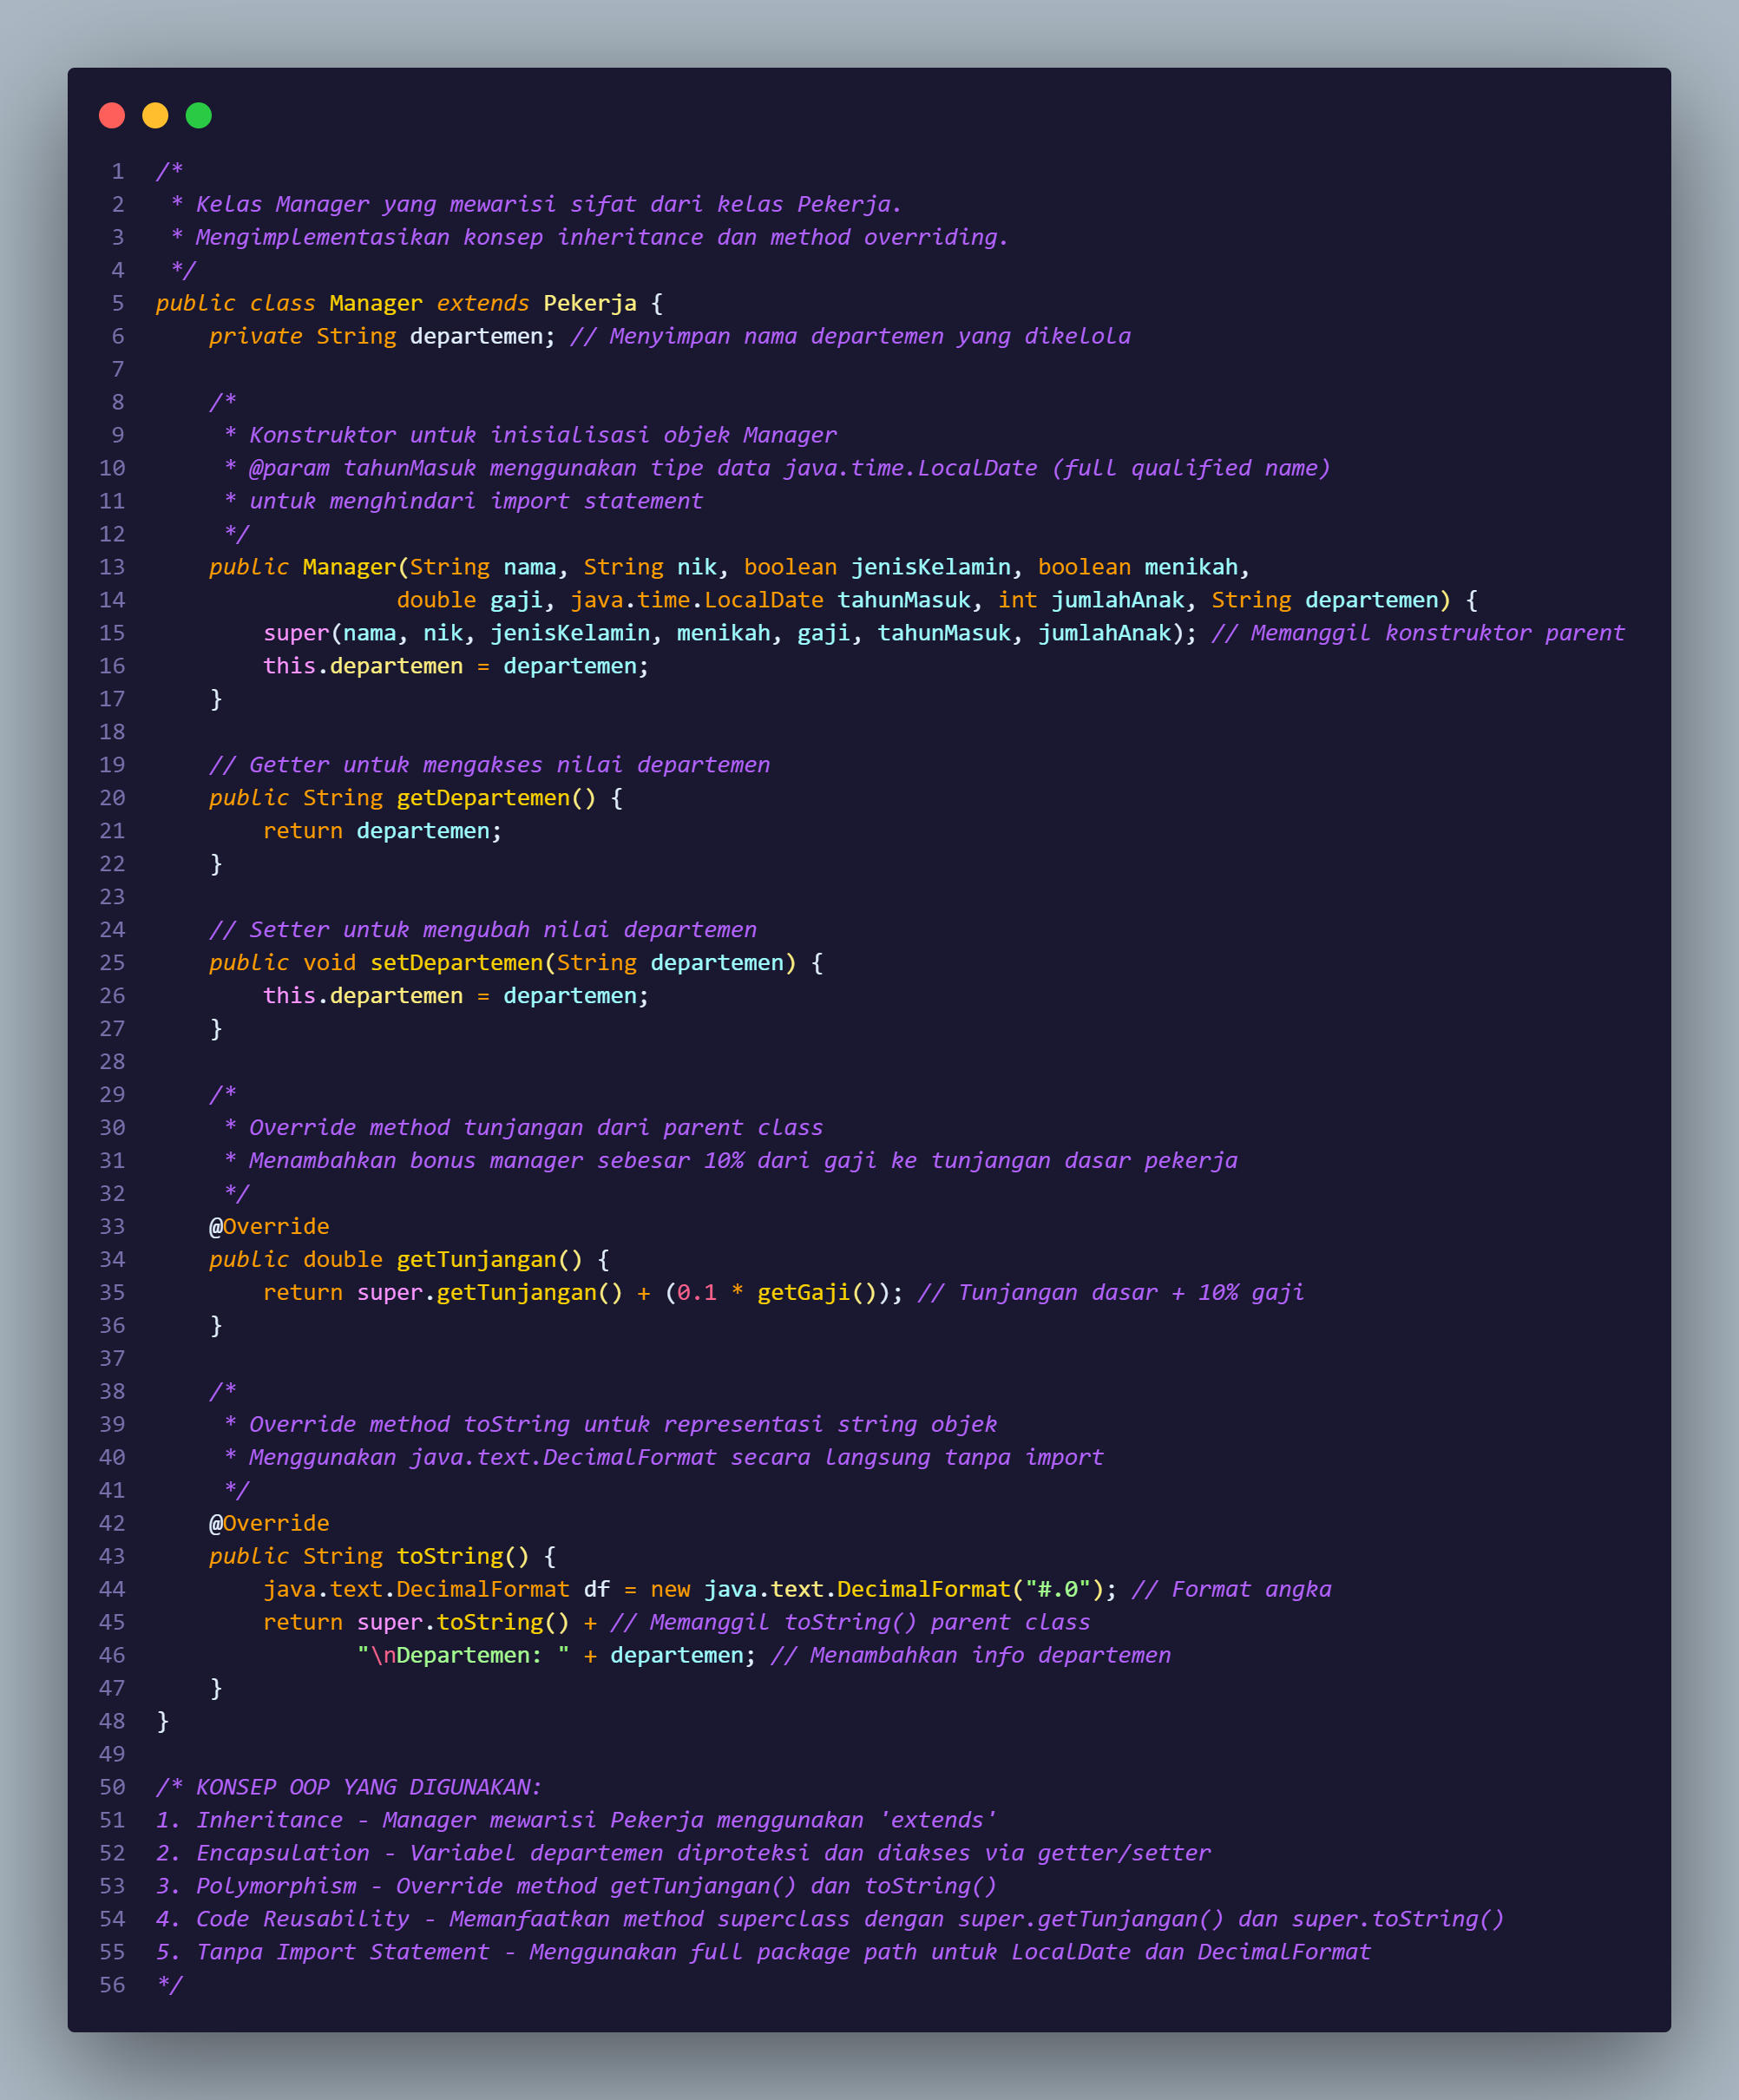 1 /*
2  * Kelas Manager yang mewarisi sifat dari kelas Pekerja.
3  * Mengimplementasikan konsep inheritance dan method overriding.
4  */
5 public class Manager extends Pekerja {
6     private String departemen; // Menyimpan nama departemen yang dikelola
7
8     /*
9      * Konstruktor untuk inisialisasi objek Manager
10      * @param tahunMasuk menggunakan tipe data java.time.LocalDate (full qualified name)
11      * untuk menghindari import statement
12      */
13     public Manager(String nama, String nik, boolean jenisKelamin, boolean menikah,
14                   double gaji, java.time.LocalDate tahunMasuk, int jumlahAnak, String departemen) {
15         super(nama, nik, jenisKelamin, menikah, gaji, tahunMasuk, jumlahAnak); // Memanggil konstruktor parent
16         this.departemen = departemen;
17     }
18
19     // Getter untuk mengakses nilai departemen
20     public String getDepartemen() {
21         return departemen;
22     }
23
24     // Setter untuk mengubah nilai departemen
25     public void setDepartemen(String departemen) {
26         this.departemen = departemen;
27     }
28
29     /*
30      * Override method tunjangan dari parent class
31      * Menambahkan bonus manager sebesar 10% dari gaji ke tunjangan dasar pekerja
32      */
33     @Override
34     public double getTunjangan() {
35         return super.getTunjangan() + (0.1 * getGaji()); // Tunjangan dasar + 10% gaji
36     }
37
38     /*
39      * Override method toString untuk representasi string objek
40      * Menggunakan java.text.DecimalFormat secara langsung tanpa import
41      */
42     @Override
43     public String toString() {
44         java.text.DecimalFormat df = new java.text.DecimalFormat("#.0"); // Format angka
45         return super.toString() + // Memanggil toString() parent class
46                "\nDepartemen: " + departemen; // Menambahkan info departemen
47     }
48 }
49
50 /* KONSEP OOP YANG DIGUNAKAN:
51 1. Inheritance - Manager mewarisi Pekerja menggunakan 'extends'
52 2. Encapsulation - Variabel departemen diproteksi dan diakses via getter/setter
53 3. Polymorphism - Override method getTunjangan() dan toString()
54 4. Code Reusability - Memanfaatkan method superclass dengan super.getTunjangan() dan super.toString()
55 5. Tanpa Import Statement - Menggunakan full package path untuk LocalDate dan DecimalFormat
56 */